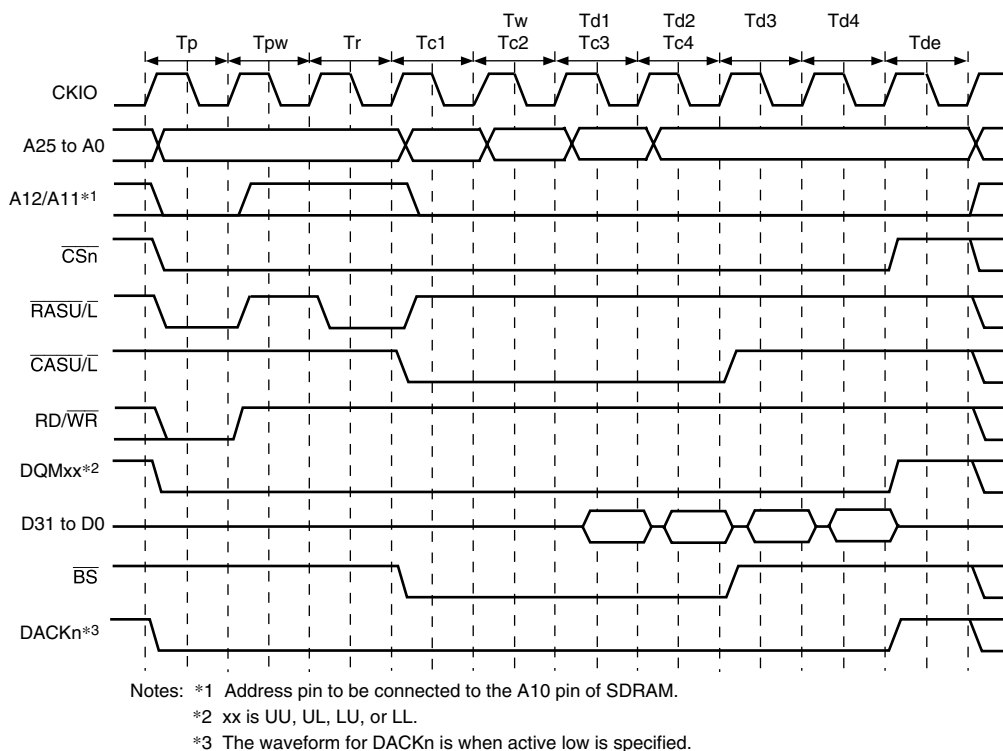 Tw Td1 Td2 Td3 Td4
Tp Tpw Tr Tc1 Tc2 Tc3 Tc4 Tde
CKIO
A25 to A0
A12/A11*1
CSn
RASU/L
CASU/L
RD/WR
DQMxx*2
D31 to D0
BS
DACKn*3
Notes: *1 Address pin to be connected to the A10 pin of SDRAM.
*2 xx is UU, UL, LU, or LL.
*3 The waveform for DACKn is when active low is specified.